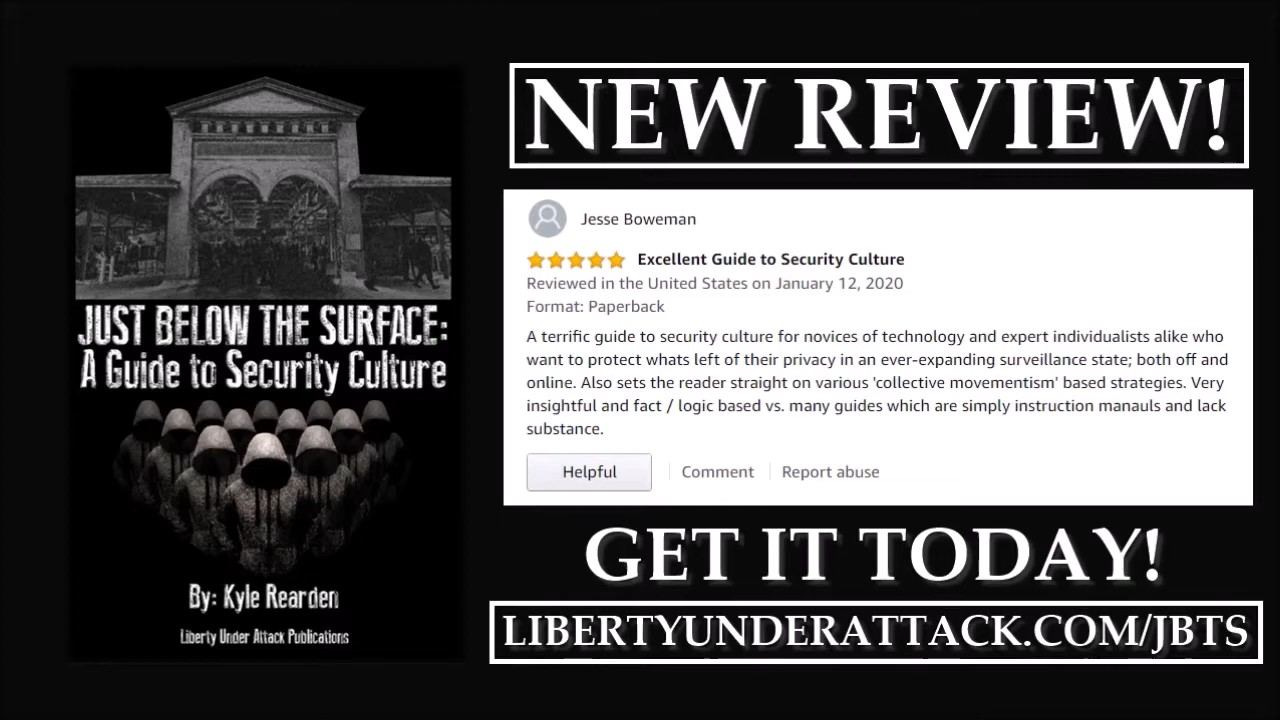 JUST BELOW THE SURFACE:
A Guide to Security Culture
By: Kyle Rearden
Liberty Under Attack Publications
NEW REVIEW!
Jesse Boweman
Excellent Guide to Security Culture
Reviewed in the United States on January 12, 2020
Format: Paperback
A terrific guide to security culture for novices of technology and expert individualists alike who
want to protect whats left of their privacy in an ever-expanding surveillance state; both off and
online. Also sets the reader straight on various 'collective movementism' based strategies. Very
insightful and fact / logic based vs. many guides which are simply instruction manauls and lack
substance.
Helpful
Comment
Report abuse
GET IT TODAY!
LIBERTYUNDERATTACK.COM/JBTS